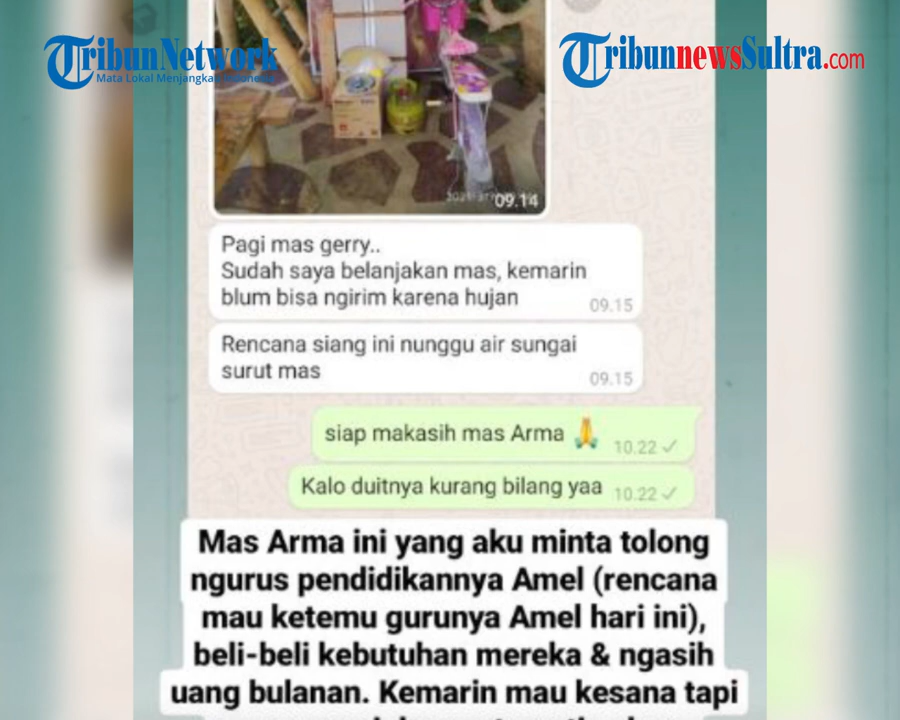 TribunNetwork
Mata Lokal Menjangkau Indonesia
TribunnewsSultra.com
09.14
Pagi mas gerry..
Sudah saya belanjakan mas, kemarin
blum bisa ngirim karena hujan
09.15
Rencana siang ini nunggu air sungai
surut mas
09.15
siap makasih mas Arma 🙏
10.22
Kalo duitnya kurang bilang yaa
10.22
Mas Arma ini yang aku minta tolong
ngurus pendidikannya Amel (rencana
mau ketemu gurunya Amel hari ini),
beli-beli kebutuhan mereka & ngasih
uang bulanan. Kemarin mau kesana tapi